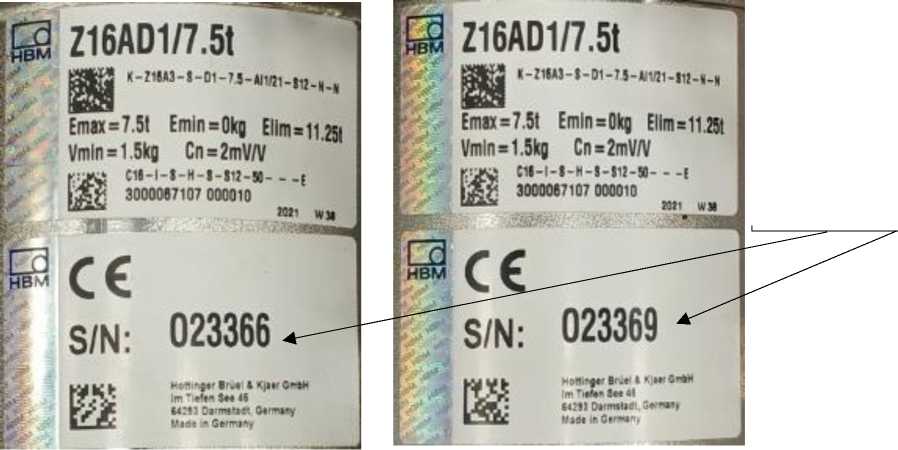 HBM
Z16AD1/7.5t
K-Z16A3-S-D1-7.5-AI1/21-S12-N-N
Emax=7.5t Emin=0kg Elim=11.25t
Vmin=1.5kg Cn=2mV/V
C16-I-S-H-S-S12-50- - -E
3000067107 000010
2021 W38
HBM
CE
S/N: 023366
Hottinger Brüel & Kjaer GmbH
Im Tiefen See 45
64293 Darmstadt, Germany
Made in Germany
HBM
Z16AD1/7.5t
K-Z16A3-S-D1-7.5-AI1/21-S12-N-N
Emax=7.5t Emin=0kg Elim=11.25t
Vmin=1.5kg Cn=2mV/V
C16-I-S-H-S-S12-50- - -E
3000067107 000010
2021 W38
HBM
CE
S/N: 023369
Hottinger Brüel & Kjaer GmbH
Im Tiefen See 45
64293 Darmstadt, Germany
Made in Germany